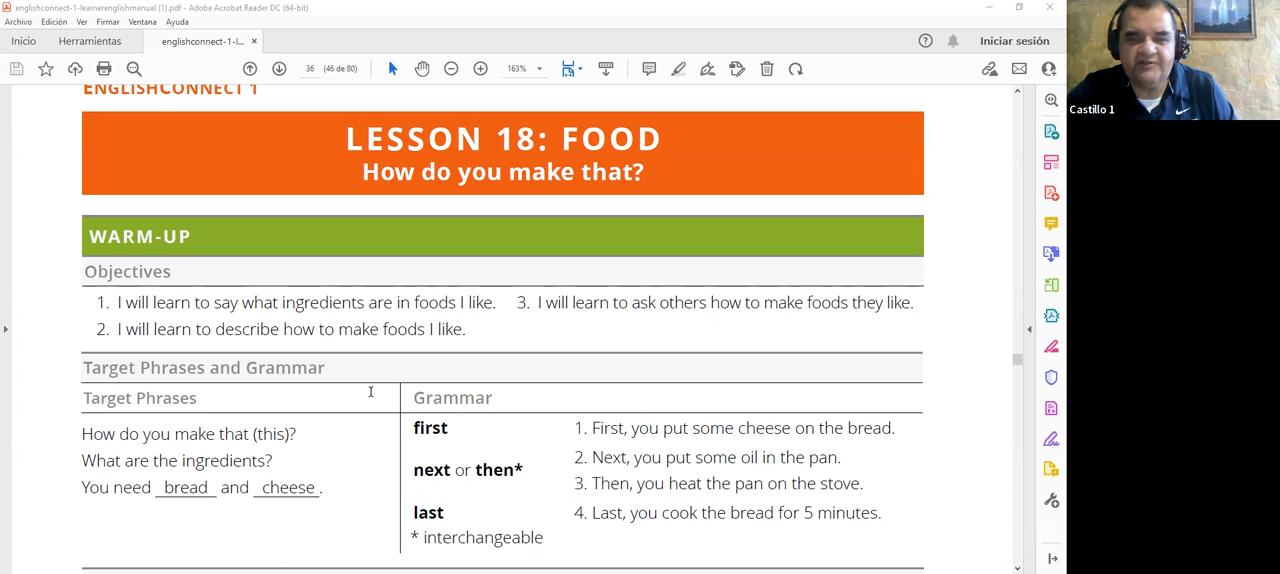 englishconnect-1-learnerenglishmanual (1).pdf - Adobe Acrobat Reader DC (64-bit)
Archivo Edición Ver Firmar Ventana Ayuda
Inicio Herramientas englishconnect-1-l... × Iniciar sesión
36 (46 de 80) 163%
Castillo 1
ENGLISHCONNECT 1
LESSON 18: FOOD
How do you make that?
WARM-UP
Objectives
1. I will learn to say what ingredients are in foods I like.
2. I will learn to describe how to make foods I like.
3. I will learn to ask others how to make foods they like.
Target Phrases and Grammar
Target Phrases
How do you make that (this)?
What are the ingredients?
You need bread and cheese.
Grammar
first 1. First, you put some cheese on the bread.
next or then* 2. Next, you put some oil in the pan.
3. Then, you heat the pan on the stove.
last 4. Last, you cook the bread for 5 minutes.
* interchangeable